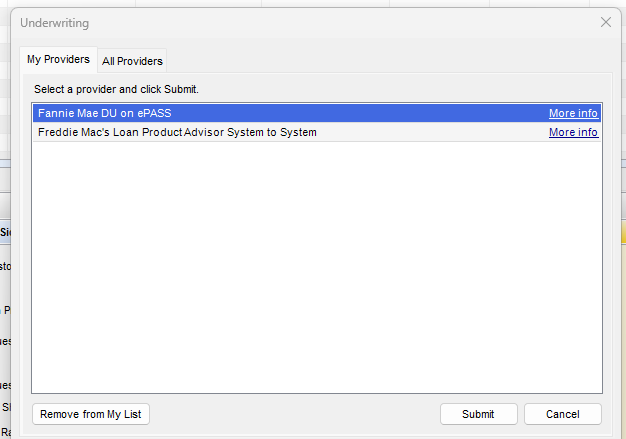 Underwriting
My Providers
All Providers
Select a provider and click Submit.
Fannie Mae DU on ePASS More info
Freddie Mac's Loan Product Advisor System to System More info
Remove from My List Submit Cancel